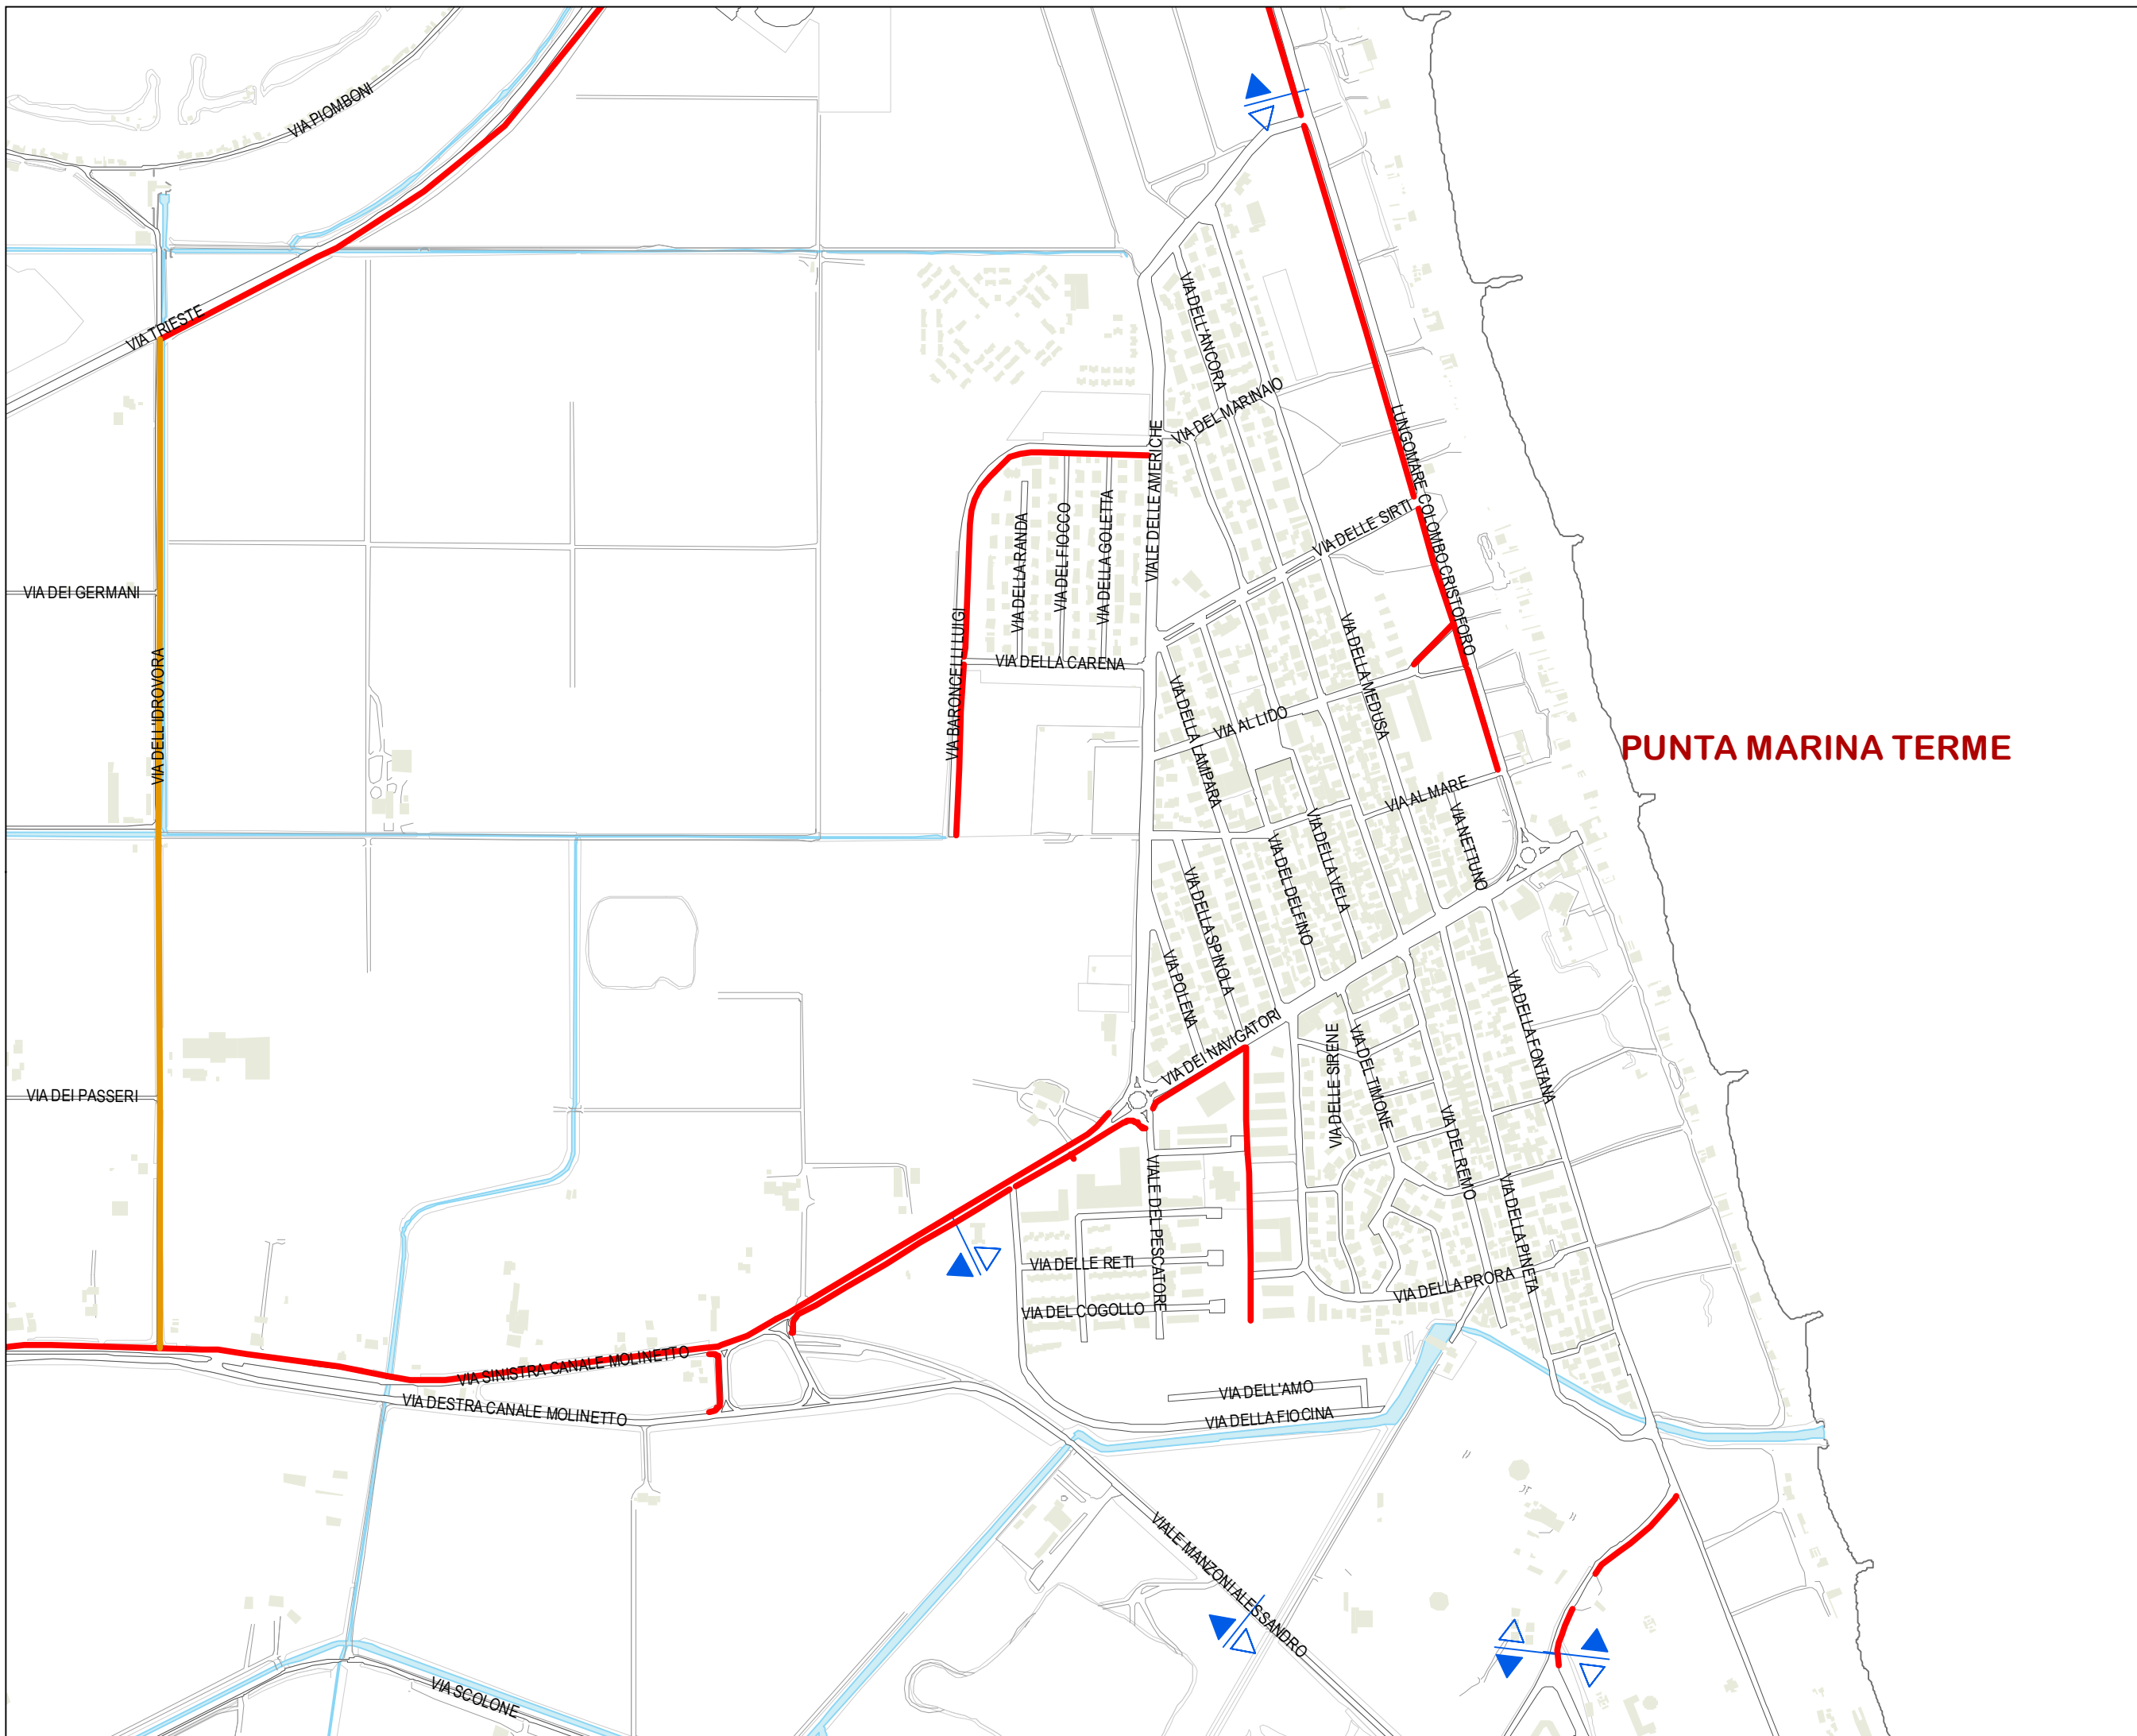 VIA PIOMBONI
VIA TRIESTE
VIA DELL'ANCORA
VIA DEL MARINAIO
LUNGOMARE COLOMBO CRISTOFORO
VIALE DELLE AMERICHE
VIA DELLE SIRTI
VIA DELLA RANDA
VIA DEL FIOCCO
VIA DELLA GOLETTA
VIA DEI GERMANI
VIA BARONCELLI LUIGI
VIA DELLA CARENA
VIA DELLA MEDUSA
VIA DELL'IDROVORA
VIA DELLA LAMPARA
VIA AL LIDO
PUNTA MARINA TERME
VIA AL MARE
VIA NETTUNO
VIA DELLA VELA
VIA DEL DELFINO
VIA DELLA SPINOLA
VIA POLENA
VIA DELLA FONTANA
VIA DEI NAVIGATORI
VIA DELLE SIRENE
VIA DEL TIMONE
VIA DEI PASSERI
VIA DEL REMO
VIALE DEL PESCATORE
VIA DELLA PINETA
VIA DELLE RETI
VIA DELLA PRORA
VIA DEL COGOLLO
VIA SINISTRA CANALE MOLINETTO
VIA DESTRA CANALE MOLINETTO
VIA DELL'AMO
VIA DELLA FIOCINA
VIALE MANZONI ALESSANDRO
VIA SCOLONE